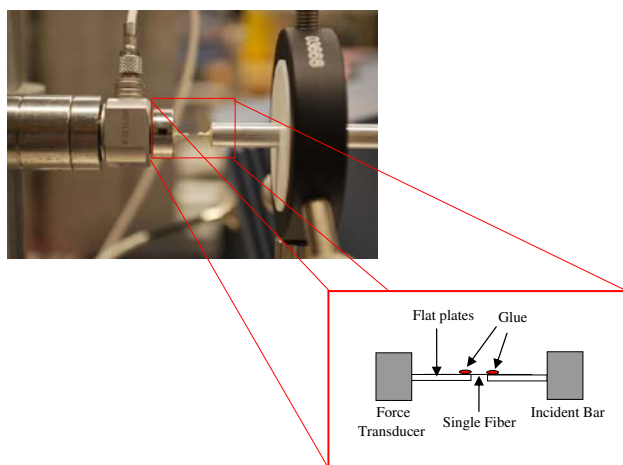 Flat plates
Glue
Force
Transducer
Single Fiber
Incident Bar